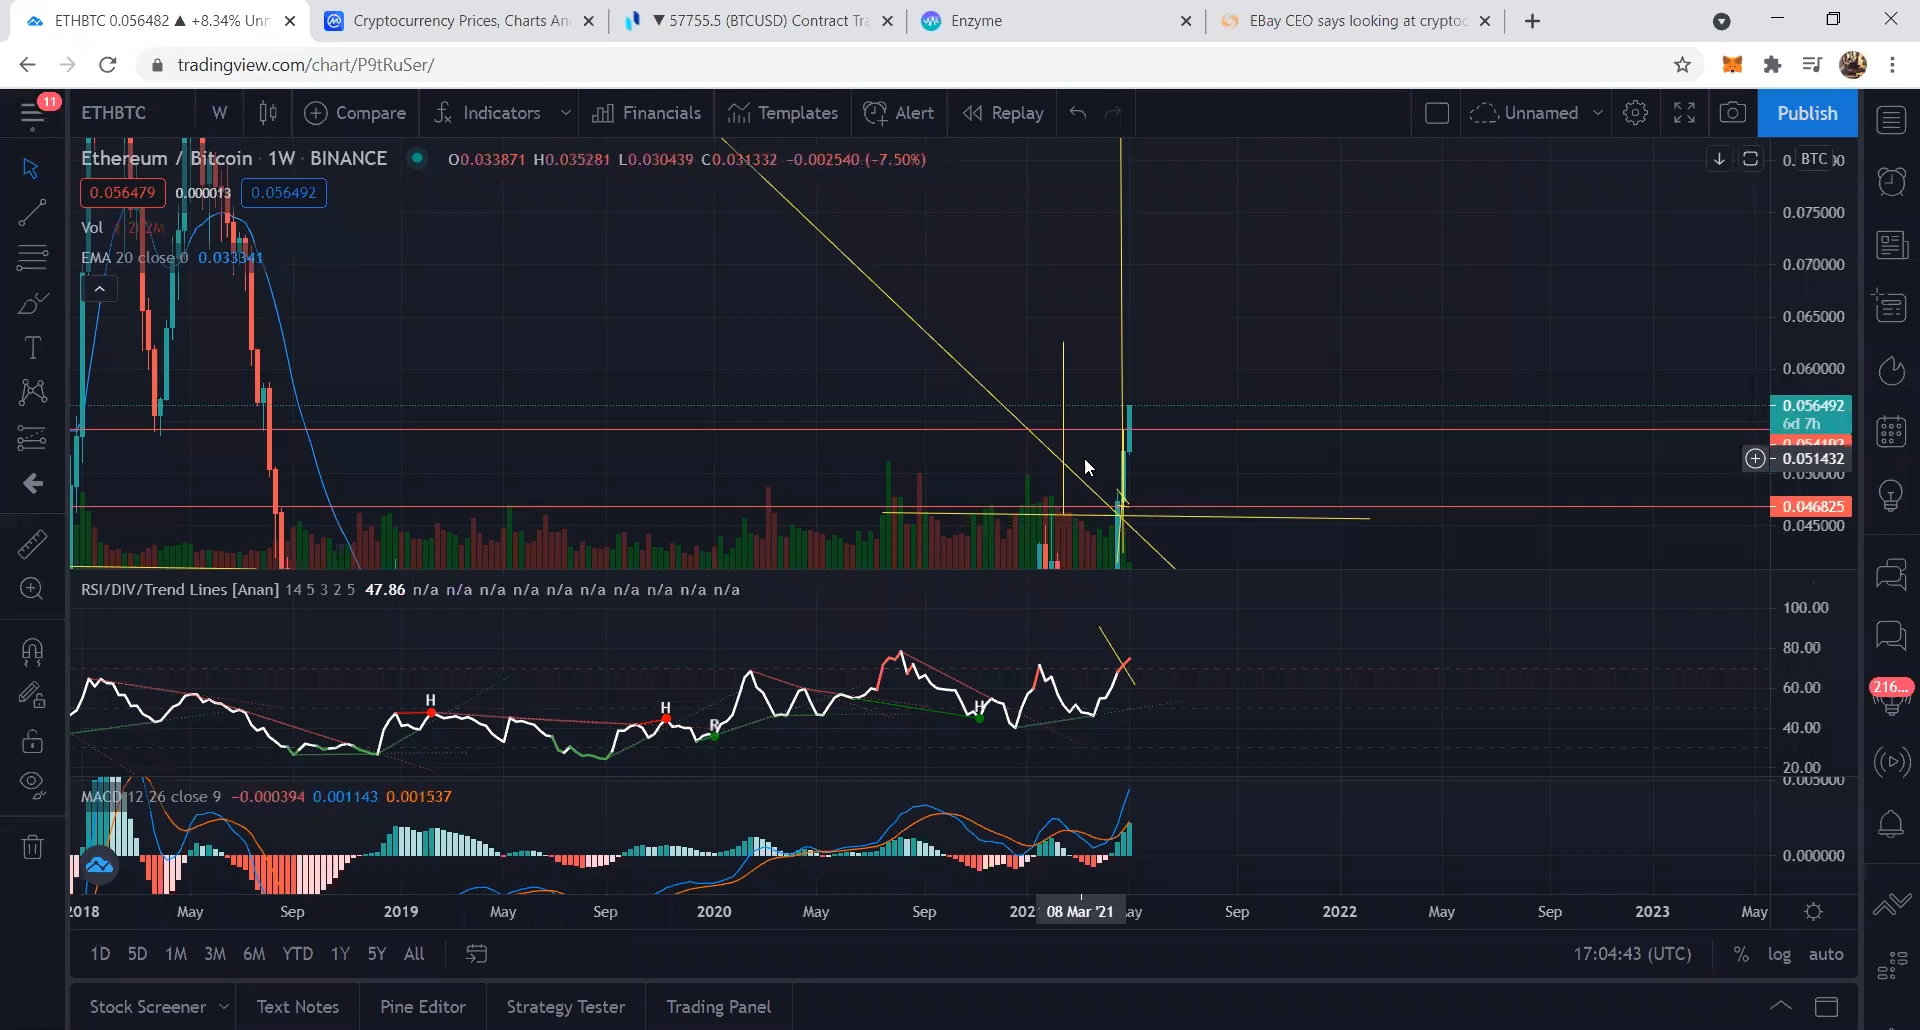 ETHBTC 0.056482 ▲ +8.34% Unn
Cryptocurrency Prices, Charts An
▼ 57755.5 (BTCUSD) Contract Tra
Enzyme
EBay CEO says looking at cryptoc
tradingview.com/chart/P9tRuSer/
11
ETHBTC W Compare Indicators Financials Templates Alert Replay Unnamed Publish
Ethereum / Bitcoin · 1W · BINANCE O0.033871 H0.035281 L0.030439 C0.031332 -0.002540 (-7.50%)
BTC
0.056479 0.000013 0.056492
Vol
EMA 20 close 0 0.033341
0.075000
0.070000
0.065000
0.060000
0.056492
6d 7h
0.051432
0.050000
0.046825
0.045000
RSI/DIV/Trend Lines [Anan] 14 5 3 2 5 47.86 n/a n/a n/a n/a n/a n/a n/a n/a n/a n/a
100.00
80.00
60.00
40.00
20.00
H
H
R
H
216...
MACD 12 26 close 9 -0.000394 0.001143 0.001537
0.005000
0.000000
2018 May Sep 2019 May Sep 2020 May Sep 08 Mar '21 Sep 2022 May Sep 2023 May
1D 5D 1M 3M 6M YTD 1Y 5Y All 17:04:43 (UTC) % log auto
Stock Screener Text Notes Pine Editor Strategy Tester Trading Panel